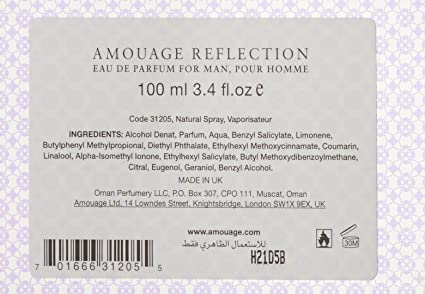 AMOUAGE REFLECTION
EAU DE PARFUM FOR MAN, POUR HOMME
100 ml 3.4 fl.oz e
Code 31205, Natural Spray, Vaporisateur
INGREDIENTS: Alcohol Denat, Parfum, Aqua, Benzyl Salicylate, Limonene,
Butylphenyl Methylpropional, Diethyl Phthalate, Ethylhexyl Methoxycinnamate, Coumarin,
Linalool, Alpha-Isomethyl Ionone, Ethylhexyl Salicylate, Butyl Methoxydibenzoylmethane,
Citral, Eugenol, Geraniol, Benzyl Alcohol.
MADE IN UK
Oman Perfumery LLC, P.O. Box 307, CPO 111, Muscat, Oman
Amouage Ltd, 14 Lowndes Street, Knightsbridge, London SW1X 9EX, UK
www.amouage.com
للإستعمال الظاهري فقط
H21D5B
30M
7 01666 31205 5